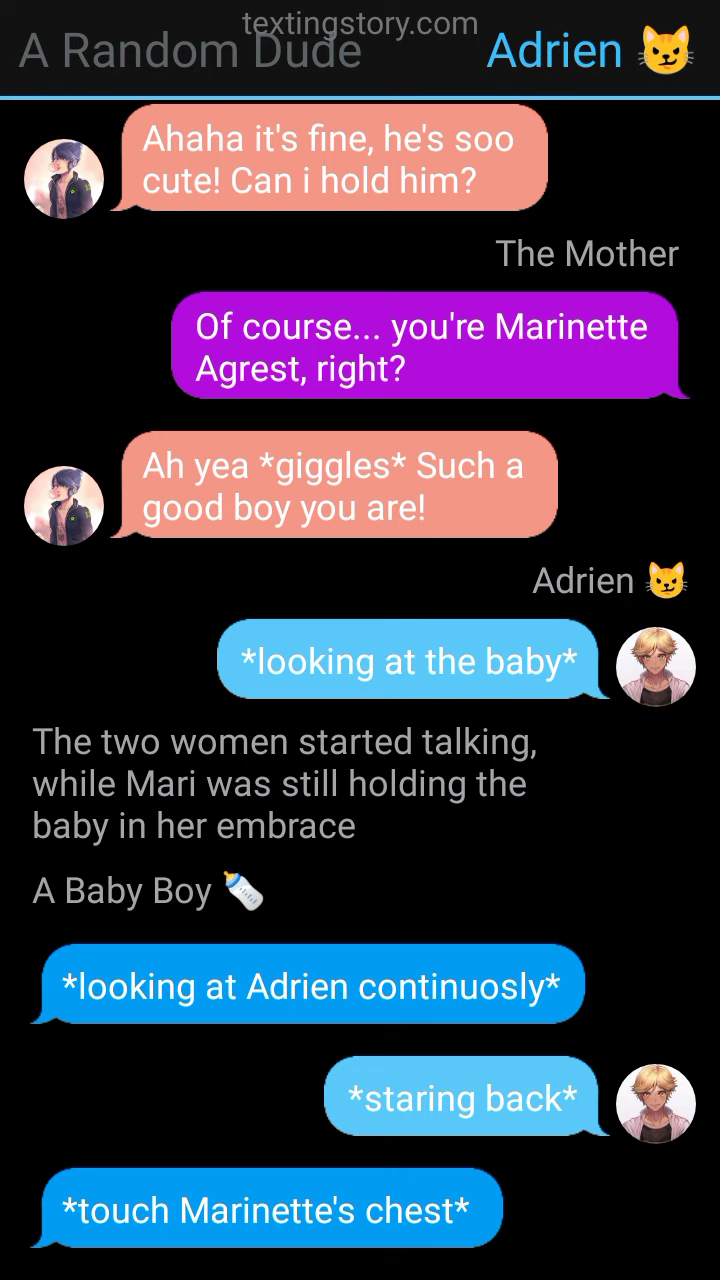 textingstory.com
A Random Dude
Adrien 😼
Ahaha it's fine, he's soo
cute! Can i hold him?
The Mother
Of course... you're Marinette
Agrest, right?
Ah yea *giggles* Such a
good boy you are!
Adrien 😼
*looking at the baby*
The two women started talking,
while Mari was still holding the
baby in her embrace
A Baby Boy 🍼
*looking at Adrien continuosly*
*staring back*
*touch Marinette's chest*